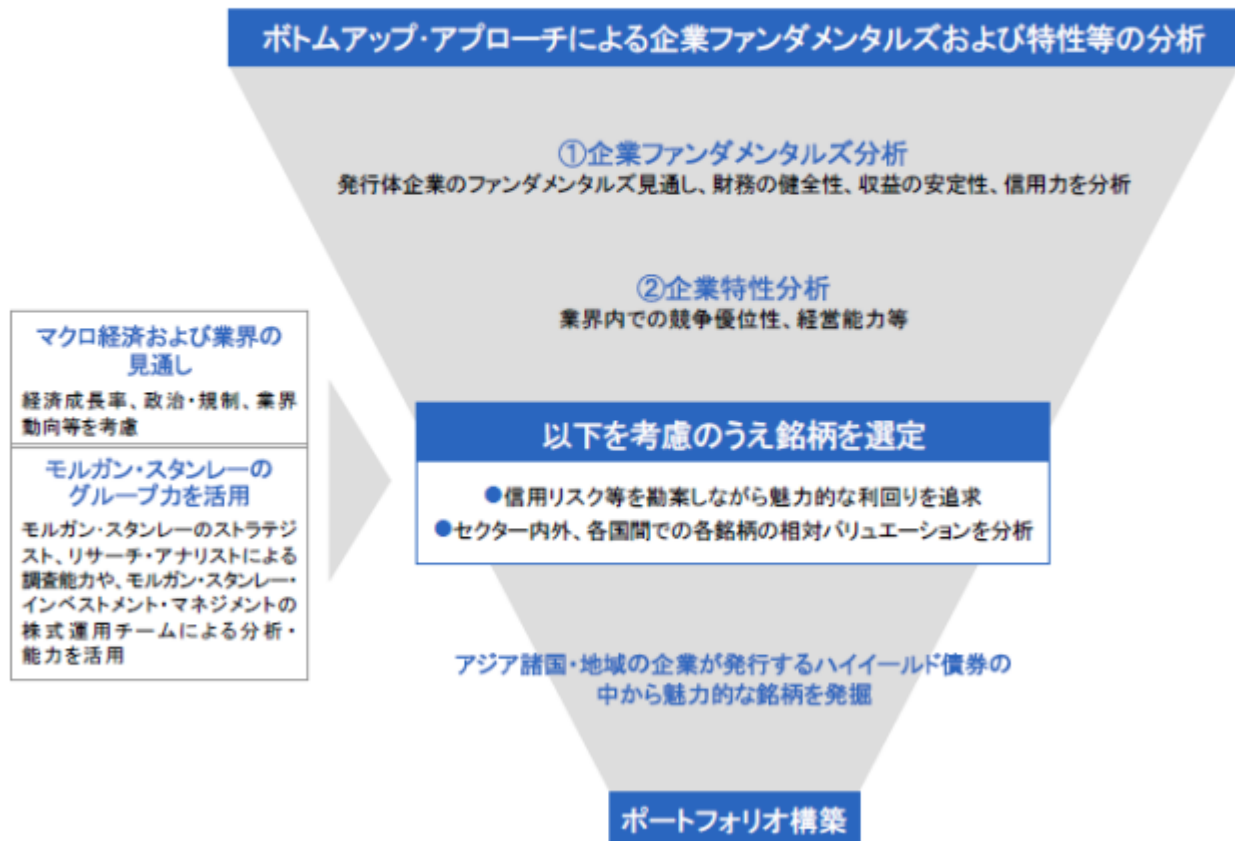 ボトムアップ・アプローチによる企業ファンダメンタルズおよび特性等の分析
①企業ファンダメンタルズ分析
発行体企業のファンダメンタルズ見通し、財務の健全性、収益の安定性、信用力を分析
②企業特性分析
業界内での競争優位性、経営能力等
マクロ経済および業界の
見通し
経済成長率、政治・規制、業界
動向等を考慮
モルガン・スタンレーの
グループ力を活用
モルガン・スタンレーのストラテジ
スト、リサーチ・アナリストによる
調査能力や、モルガン・スタンレー・
インベストメント・マネジメントの
株式運用チームによる分析・
能力を活用
以下を考慮のうえ銘柄を選定
●信用リスク等を勘案しながら魅力的な利回りを追求
●セクター内外、各国間での各銘柄の相対バリュエーションを分析
アジア諸国・地域の企業が発行するハイイールド債券の
中から魅力的な銘柄を発掘
ポートフォリオ構築